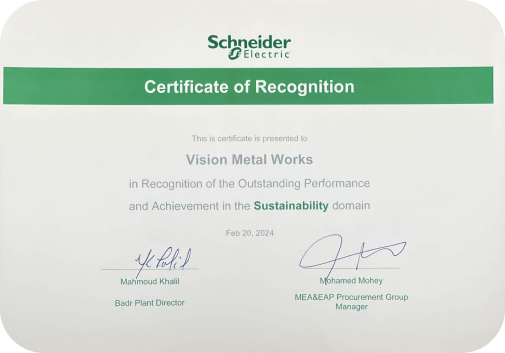 Schneider
Electric
Certificate of Recognition
This is certificate is presented to
Vision Metal Works
in Recognition of the Outstanding Performance
and Achievement in the Sustainability domain
Feb 20, 2024
Mahmoud Khalil
Mohamed Mohey
Badr Plant Director
MEA&EAP Procurement Group
Manager